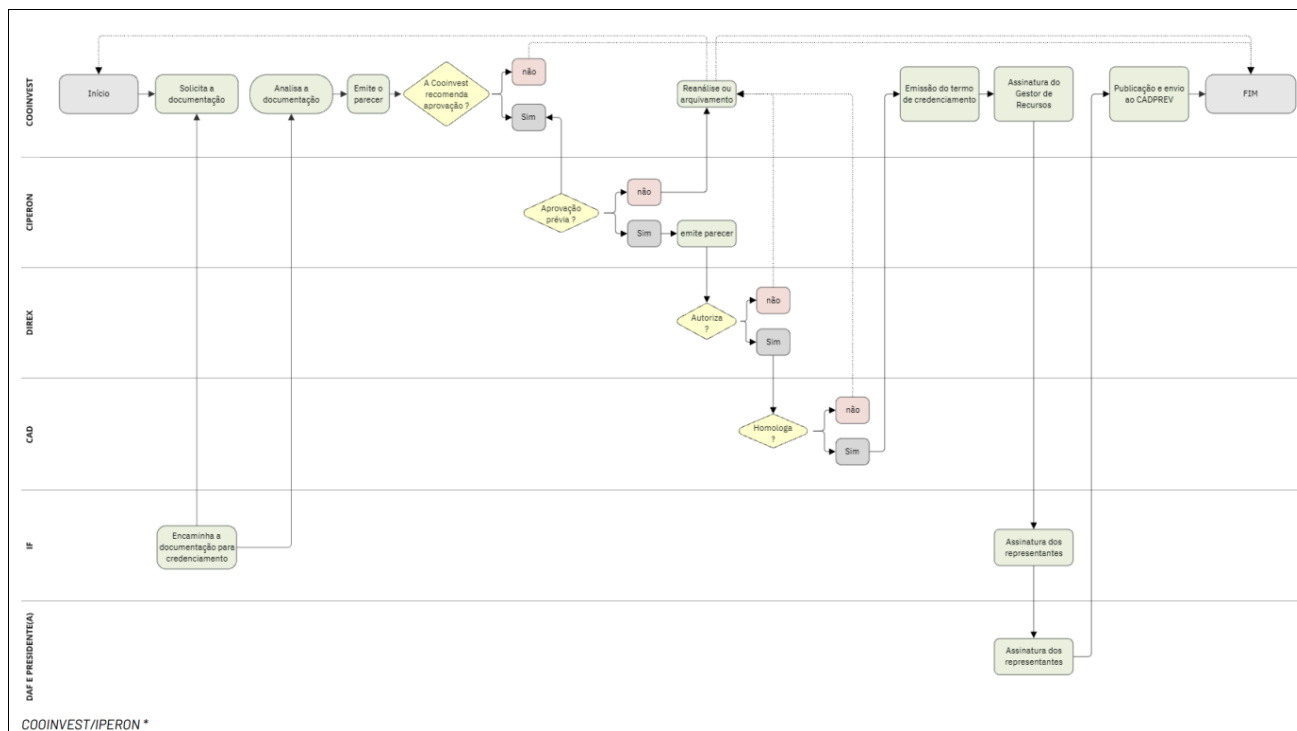 COOINVEST
Início
Solicita a
documentação
Analisa a
documentação
Emite o
parecer
A Cooinvest
recomenda
aprovação ?
não
Sim
Reanálise ou
arquivamento
Emissão do termo
de credenciamento
Assinatura do
Gestor de
Recursos
Publicação e envio
ao CADPREV
FIM
CIPERON
Aprovação
prévia ?
não
Sim
emite parecer
DIREX
Autoriza
?
não
Sim
CAD
Homologa
?
não
Sim
IF
Encaminha a
documentação para
credenciamento
Assinatura dos
representantes
DAF E PRESIDENTE(A)
Assinatura dos
representantes
COOINVEST/IPERON *